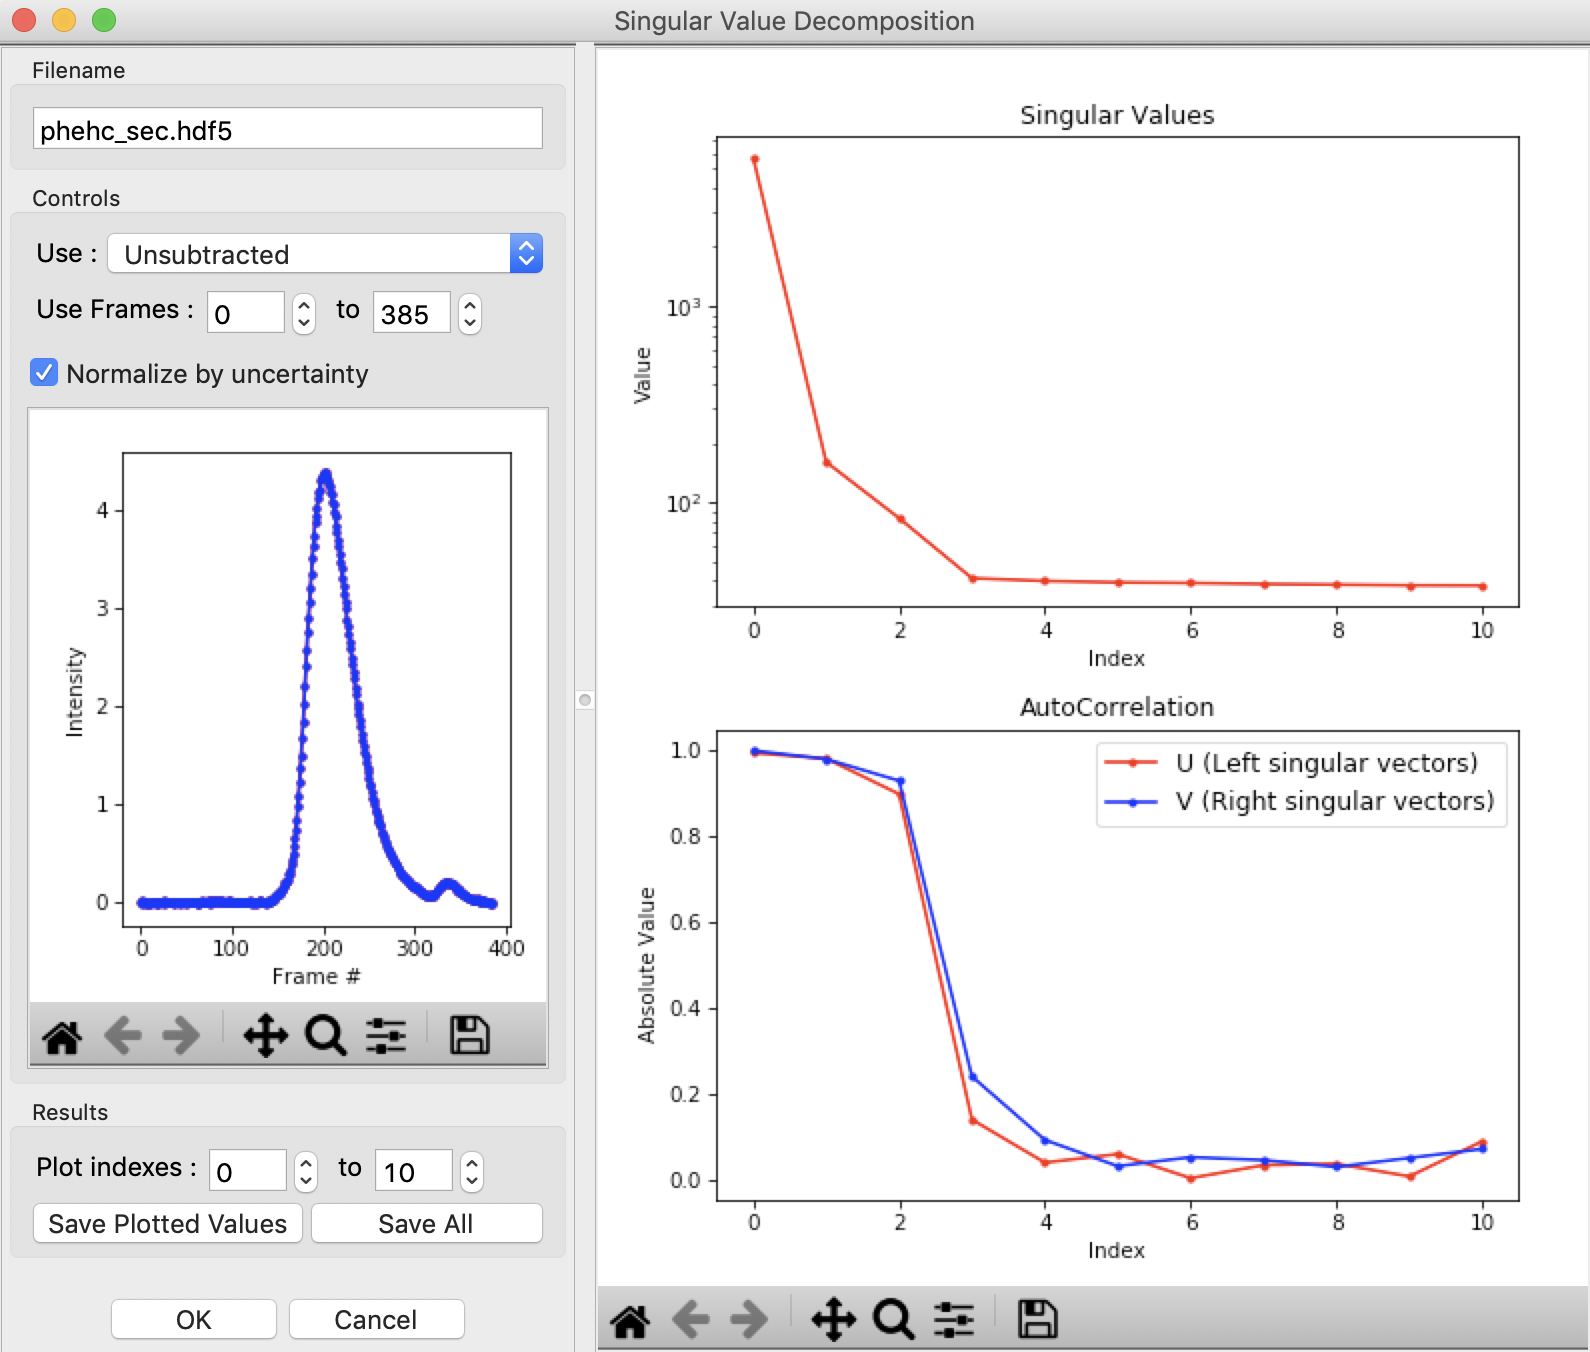 Singular Value Decomposition
Filename
phehc_sec.hdf5
Controls
Use : Unsubtracted
Use Frames : 0 to 385
Normalize by uncertainty
4
3
2
1
0
Intensity
0 100 200 300 400
Frame #
Results
Plot indexes : 0 to 10
Save Plotted Values Save All
OK Cancel
Singular Values
10³
10²
Value
0 2 4 6 8 10
Index
AutoCorrelation
U (Left singular vectors)
V (Right singular vectors)
1.0
0.8
0.6
0.4
0.2
0.0
Absolute Value
0 2 4 6 8 10
Index